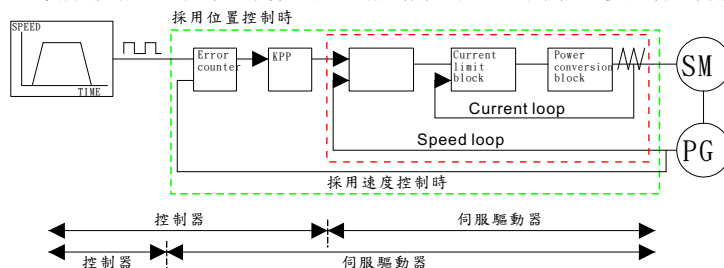 採用位置控制時
SPEED
TIME
Error
counter
KPP
Current
limit
block
Power
conversion
block
SM
Current loop
Speed loop
PG
採用速度控制時
控制器
伺服驅動器
控制器
伺服驅動器